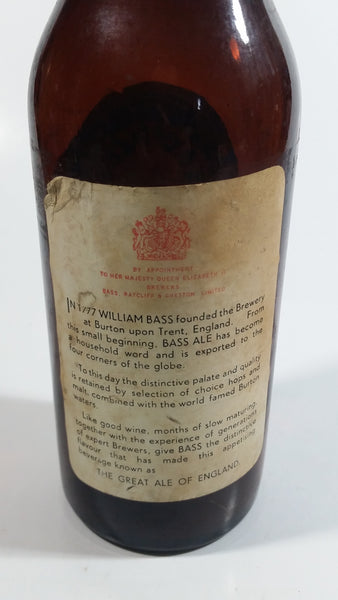 BY APPOINTMENT
TO HER MAJESTY QUEEN ELIZABETH II
BREWERS
BASS, RATCLIFF & GRETTON LIMITED
IN 1777 WILLIAM BASS founded the Brewery
at Burton upon Trent, England. From
this small beginning, BASS ALE has become
a household word and is exported to the
four corners of the globe.
To this day the distinctive palate and quality
is retained by selection of choice hops and
malt, combined with the world famed Burton
waters.
Like good wine, months of slow maturing,
together with the experience of generations
of expert Brewers, give BASS the distinctive
flavour that has made this appetising
beverage known as
THE GREAT ALE OF ENGLAND.